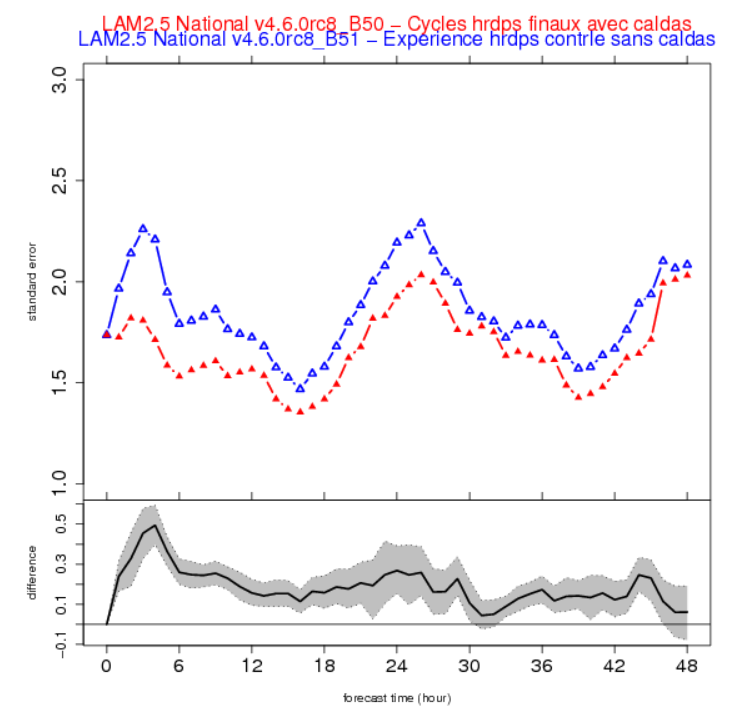 LAM2.5 National v4.6.0rc8_B50 – Cycles hrdps finaux avec caldas
LAM2.5 National v4.6.0rc8_B51 – Expérience hrdps contrle sans caldas
3.0
2.5
2.0
1.5
1.0
standard error
0.5
0.3
0.1
−0.1
difference
0 6 12 18 24 30 36 42 48
forecast time (hour)